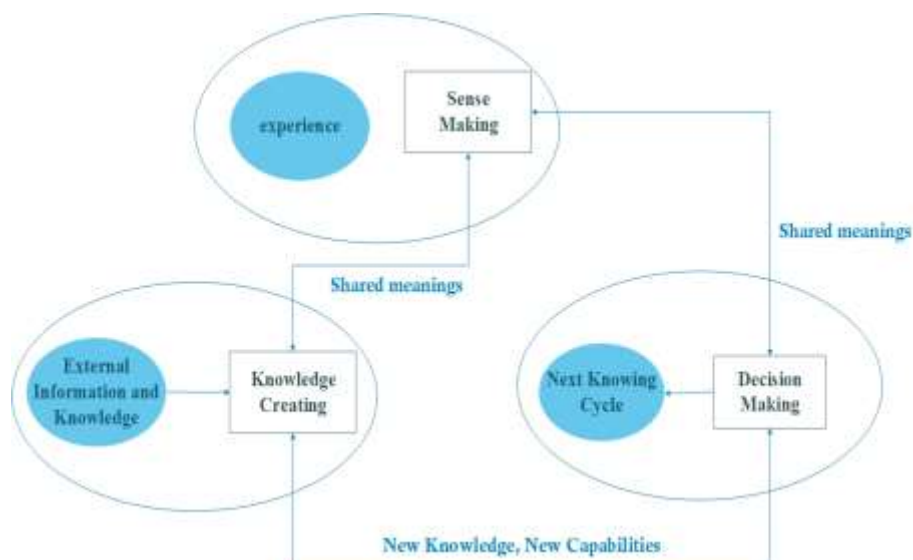 experience
Sense
Making
Shared meanings
Shared meanings
External
Information and
Knowledge
Knowledge
Creating
Next Knowing
Cycle
Decision
Making
New Knowledge, New Capabilities